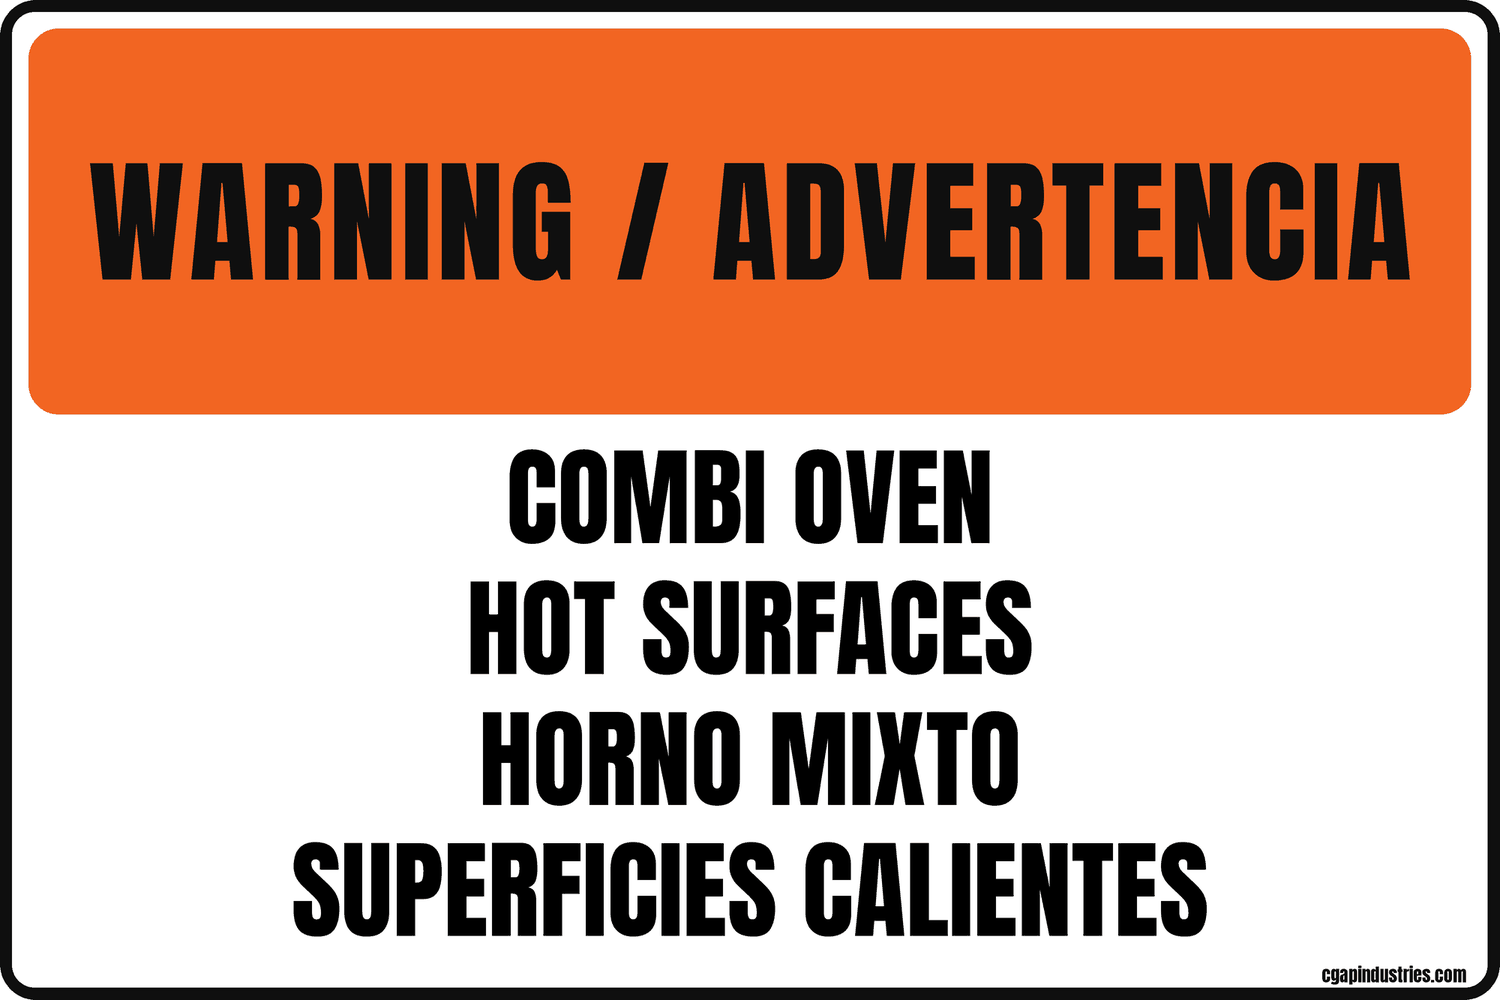 WARNING / ADVERTENCIA
COMBI OVEN
HOT SURFACES
HORNO MIXTO
SUPERFICIES CALIENTES
cgapindustries.com